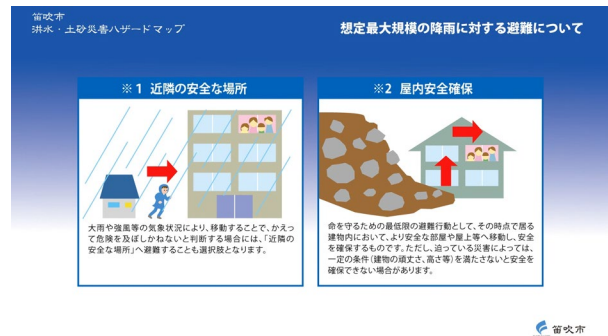 笛吹市
洪水・土砂災害ハザードマップ
想定最大規模の降雨に対する避難について
※1 近隣の安全な場所
大雨や強風等の気象状況により、移動することで、かえっ
て危険を及ぼしかねないと判断する場合には、「近隣の
安全な場所」へ避難することも選択肢となります。
※2 屋内安全確保
命を守るための最低限の避難行動として、その時点で居る
建物内において、より安全な部屋や屋上等へ移動し、安全
を確保するものです。ただし、迫っている災害によっては、
一定の条件（建物の頑丈さ、高さ等）を満たさないと安全を
確保できない場合があります。
笛吹市